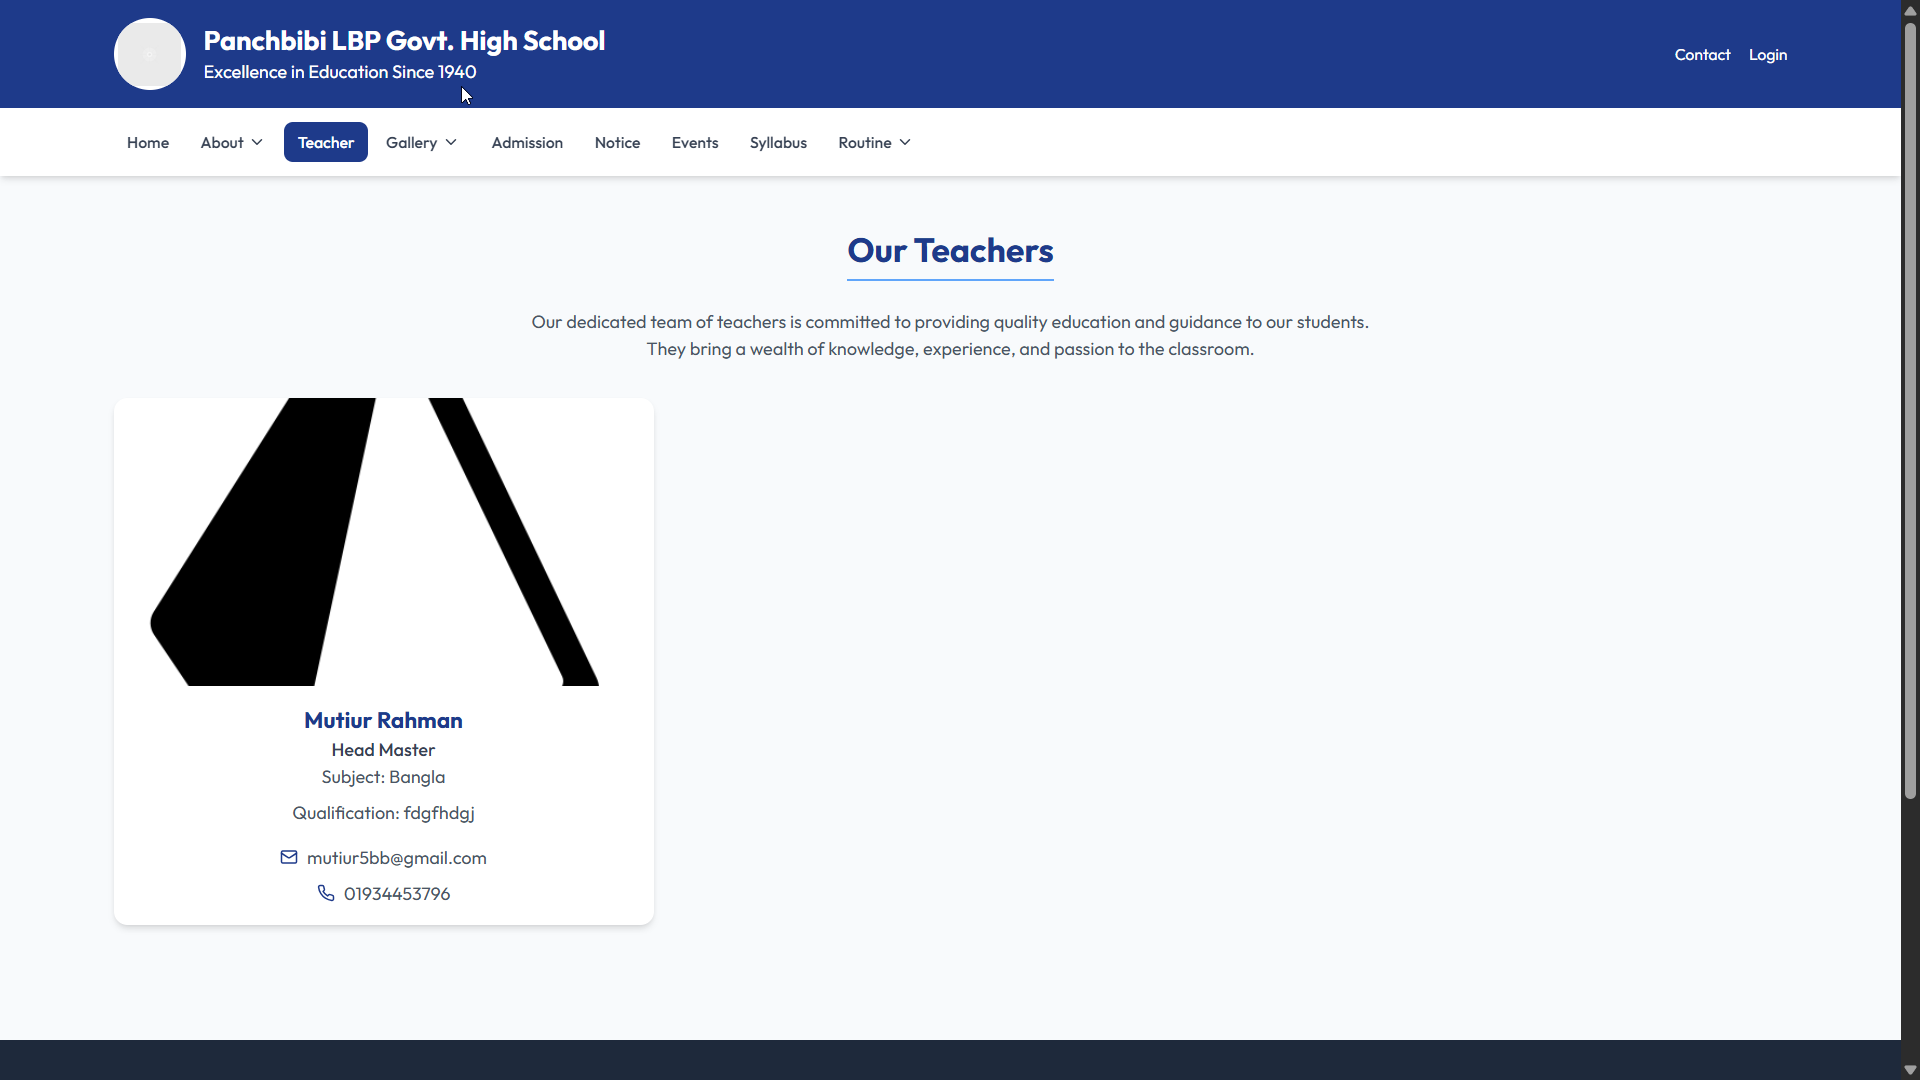 Panchbibi LBP Govt. High School
Excellence in Education Since 1940
Contact Login
Home About Teacher Gallery Admission Notice Events Syllabus Routine
Our Teachers
Our dedicated team of teachers is committed to providing quality education and guidance to our students.
They bring a wealth of knowledge, experience, and passion to the classroom.
Mutiur Rahman
Head Master
Subject: Bangla
Qualification: fdgfhdgj
mutiur5bb@gmail.com
01934453796